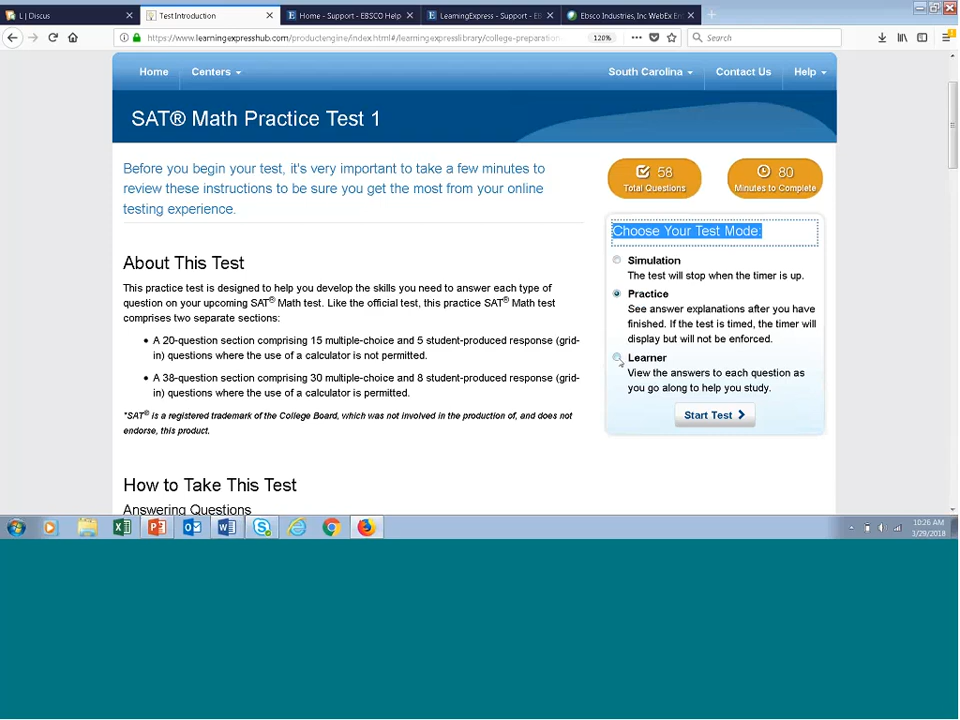 L | Discus
Test Introduction
Home - Support - EBSCO Help
LearningExpress - Support - EB
Ebsco Industries, Inc WebEx En
https://www.learningexpresshub.com/productengine/index.html#/learningexpresslibrary/college-preparation
120%
Search
Home
Centers
South Carolina
Contact Us
Help
SAT® Math Practice Test 1
Before you begin your test, it's very important to take a few minutes to
review these instructions to be sure you get the most from your online
testing experience.
58
Total Questions
80
Minutes to Complete
Choose Your Test Mode:
Simulation
The test will stop when the timer is up.
Practice
See answer explanations after you have
finished. If the test is timed, the timer will
display but will not be enforced.
Learner
View the answers to each question as
you go along to help you study.
Start Test
About This Test
This practice test is designed to help you develop the skills you need to answer each type of
question on your upcoming SAT® Math test. Like the official test, this practice SAT® Math test
comprises two separate sections:
• A 20-question section comprising 15 multiple-choice and 5 student-produced response (grid-
in) questions where the use of a calculator is not permitted.
• A 38-question section comprising 30 multiple-choice and 8 student-produced response (grid-
in) questions where the use of a calculator is permitted.
*SAT® is a registered trademark of the College Board, which was not involved in the production of, and does not
endorse, this product.
How to Take This Test
Answering Questions
10:26 AM
3/29/2018